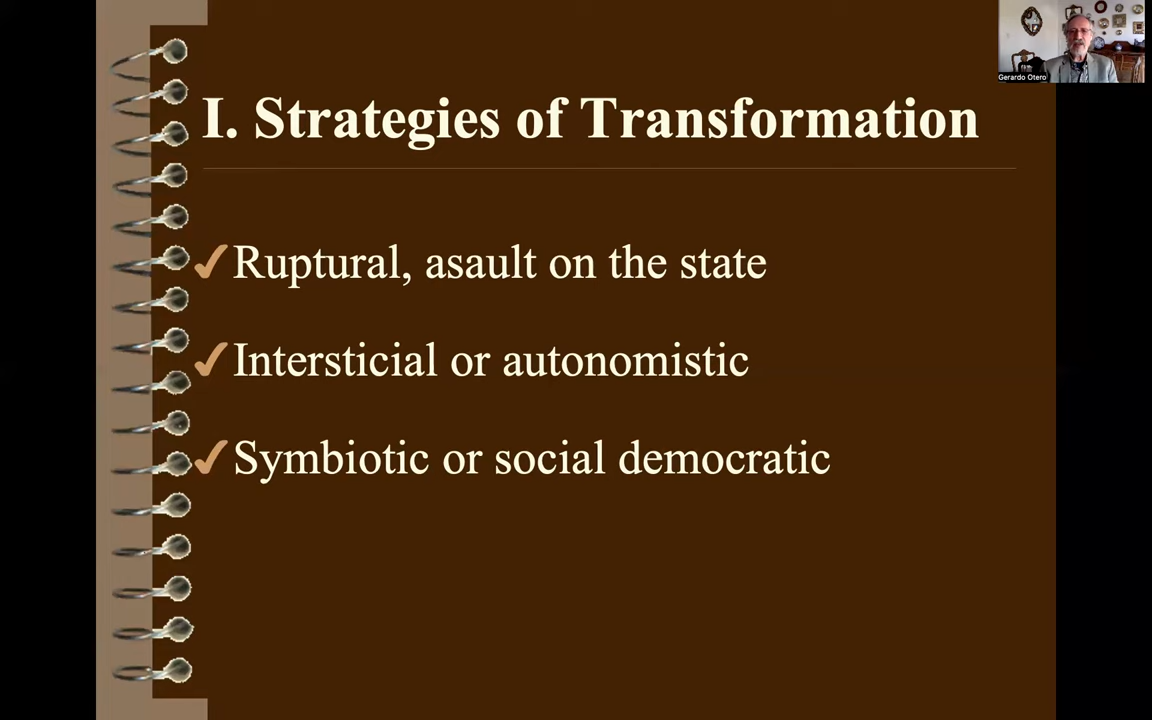 Gerardo Otero
I. Strategies of Transformation
✓Ruptural, asault on the state
✓Intersticial or autonomistic
✓Symbiotic or social democratic